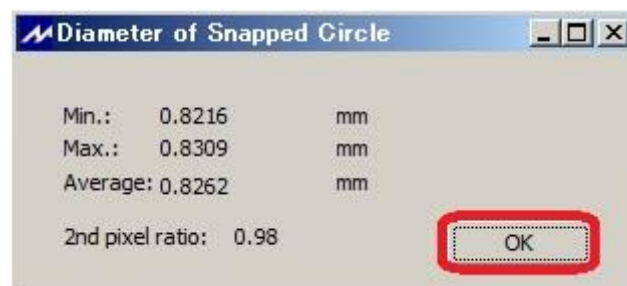 Diameter of Snapped Circle
Min.: 0.8216 mm
Max.: 0.8309 mm
Average: 0.8262 mm
2nd pixel ratio: 0.98
OK